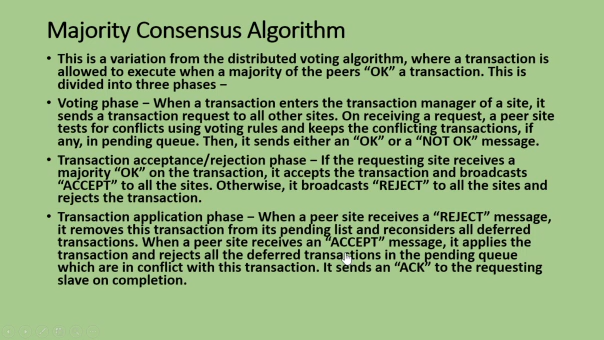 Majority Consensus Algorithm
• This is a variation from the distributed voting algorithm, where a transaction is
allowed to execute when a majority of the peers “OK” a transaction. This is
divided into three phases –
• Voting phase – When a transaction enters the transaction manager of a site, it
sends a transaction request to all other sites. On receiving a request, a peer site
tests for conflicts using voting rules and keeps the conflicting transactions, if
any, in pending queue. Then, it sends either an “OK” or a “NOT OK” message.
• Transaction acceptance/rejection phase – If the requesting site receives a
majority “OK” on the transaction, it accepts the transaction and broadcasts
“ACCEPT” to all the sites. Otherwise, it broadcasts “REJECT” to all the sites and
rejects the transaction.
• Transaction application phase – When a peer site receives a “REJECT” message,
it removes this transaction from its pending list and reconsiders all deferred
transactions. When a peer site receives an “ACCEPT” message, it applies the
transaction and rejects all the deferred transactions in the pending queue
which are in conflict with this transaction. It sends an “ACK” to the requesting
slave on completion.